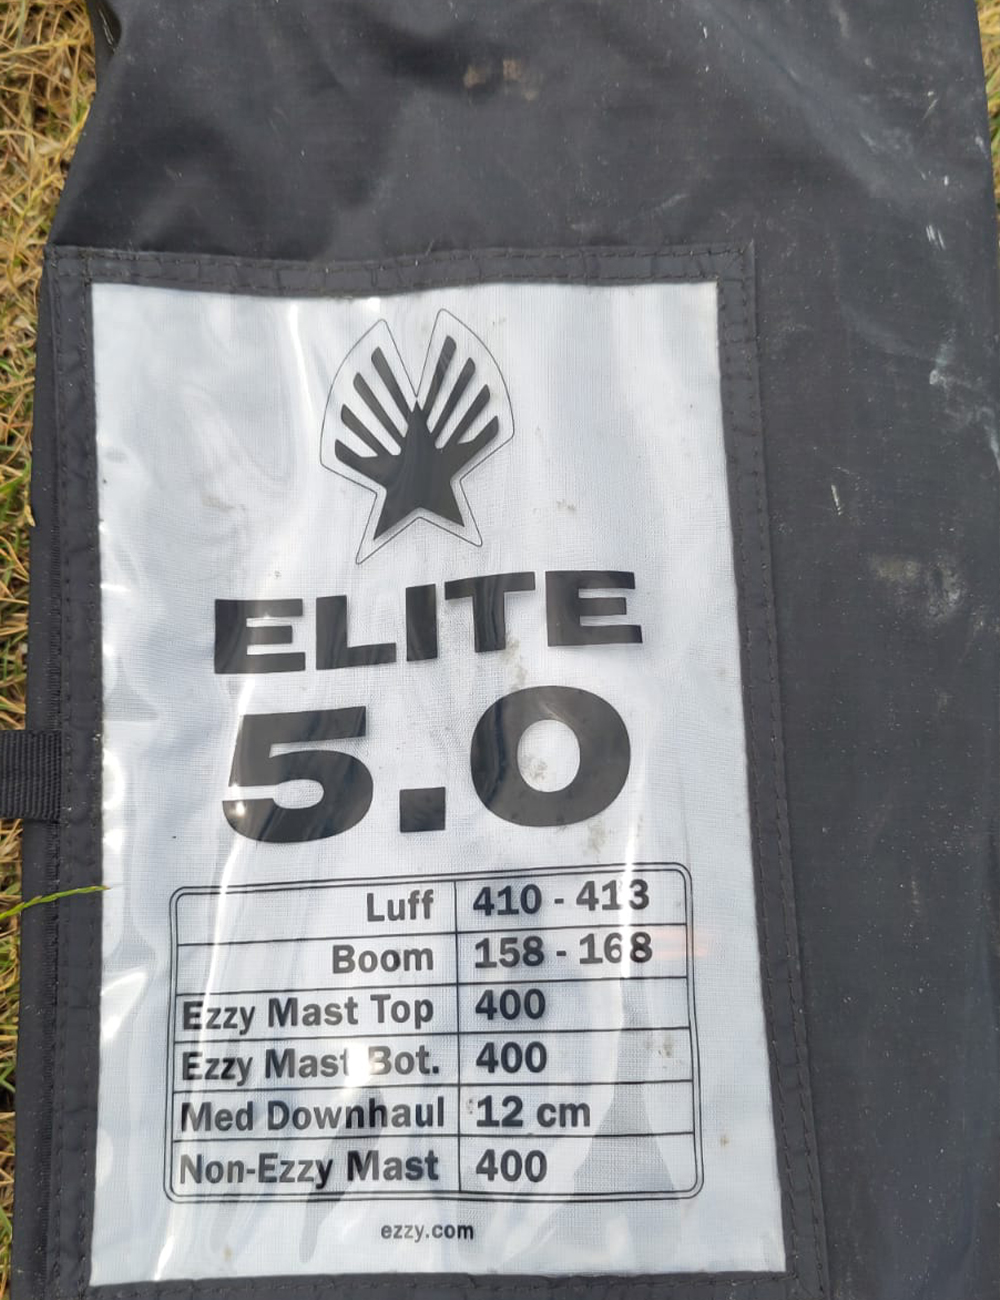 ELITE
5.0
Luff 410 - 413
Boom 158 - 168
Ezzy Mast Top 400
Ezzy Mast Bot. 400
Med Downhaul 12 cm
Non-Ezzy Mast 400
ezzy.com